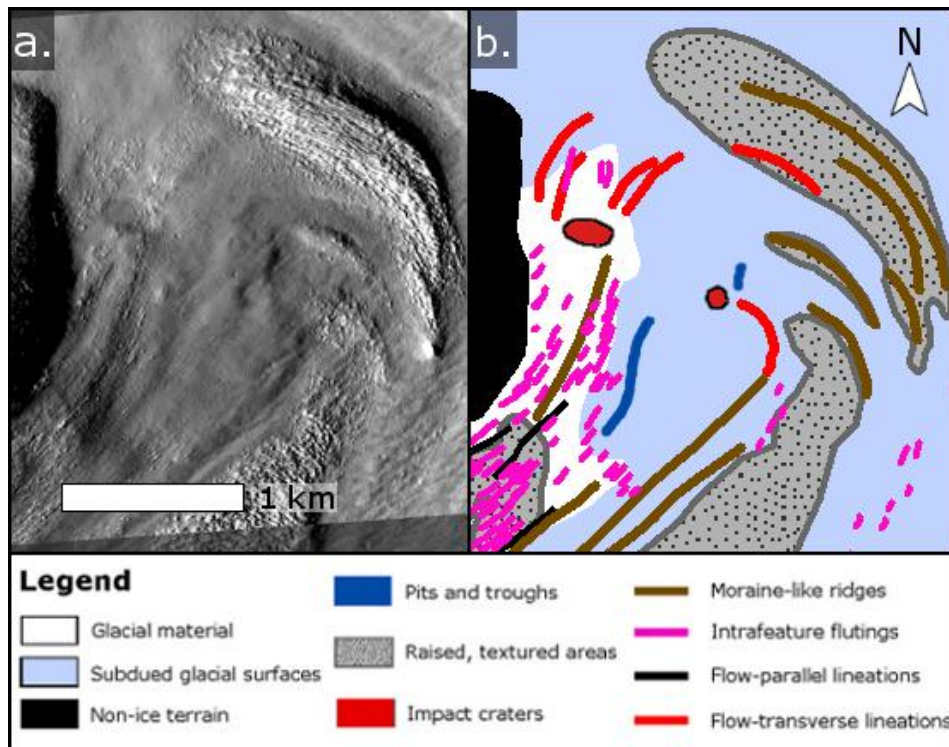 a.
b.
N
1 km
Legend
Glacial material
Subdued glacial surfaces
Non-ice terrain
Pits and troughs
Raised, textured areas
Impact craters
Moraine-like ridges
Intrafeature flutings
Flow-parallel lineations
Flow-transverse lineations